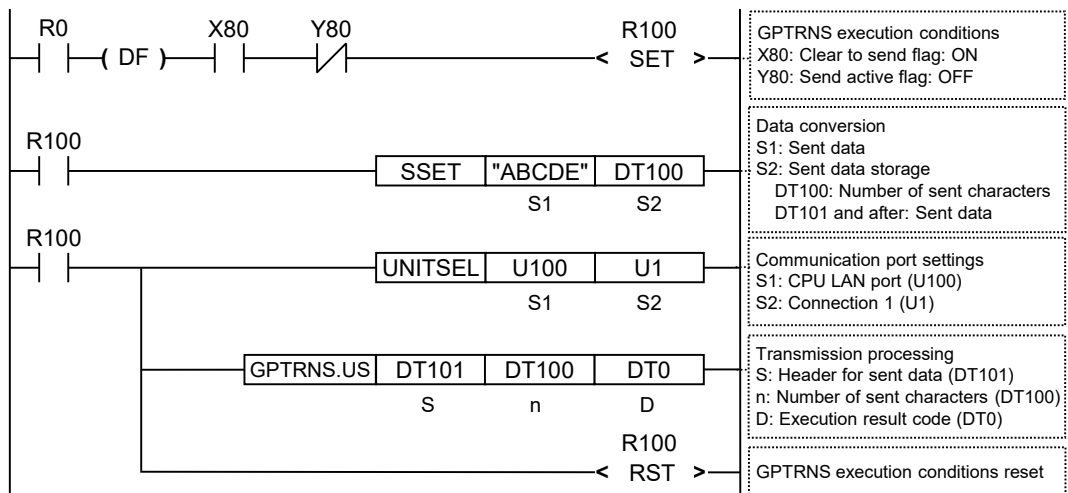 R0
X80
Y80
R100
( DF )
< SET >
GPTRNS execution conditions
X80: Clear to send flag: ON
Y80: Send active flag: OFF
R100
SSET "ABCDE" DT100
S1 S2
Data conversion
S1: Sent data
S2: Sent data storage
DT100: Number of sent characters
DT101 and after: Sent data
R100
UNITSEL U100 U1
S1 S2
Communication port settings
S1: CPU LAN port (U100)
S2: Connection 1 (U1)
GPTRNS.US DT101 DT100 DT0
S n D
Transmission processing
S: Header for sent data (DT101)
n: Number of sent characters (DT100)
D: Execution result code (DT0)
R100
< RST >
GPTRNS execution conditions reset